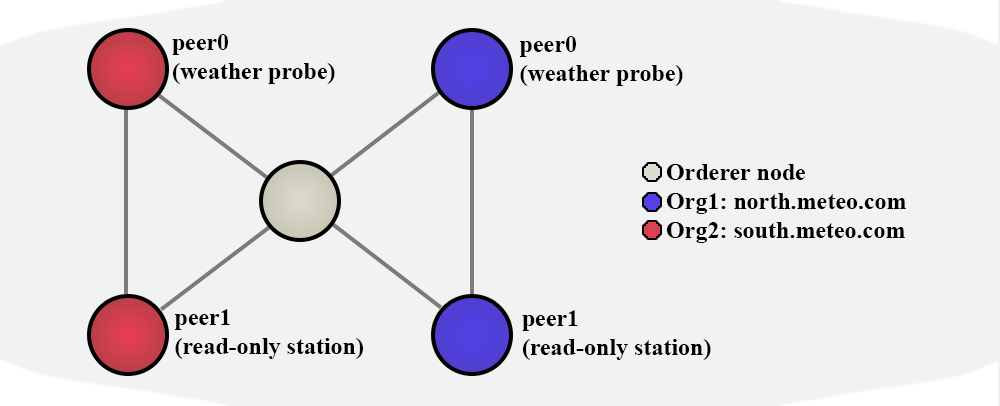 peer0
(weather probe)
peer0
(weather probe)
Orderer node
Org1: north.meteo.com
Org2: south.meteo.com
peer1
(read-only station)
peer1
(read-only station)